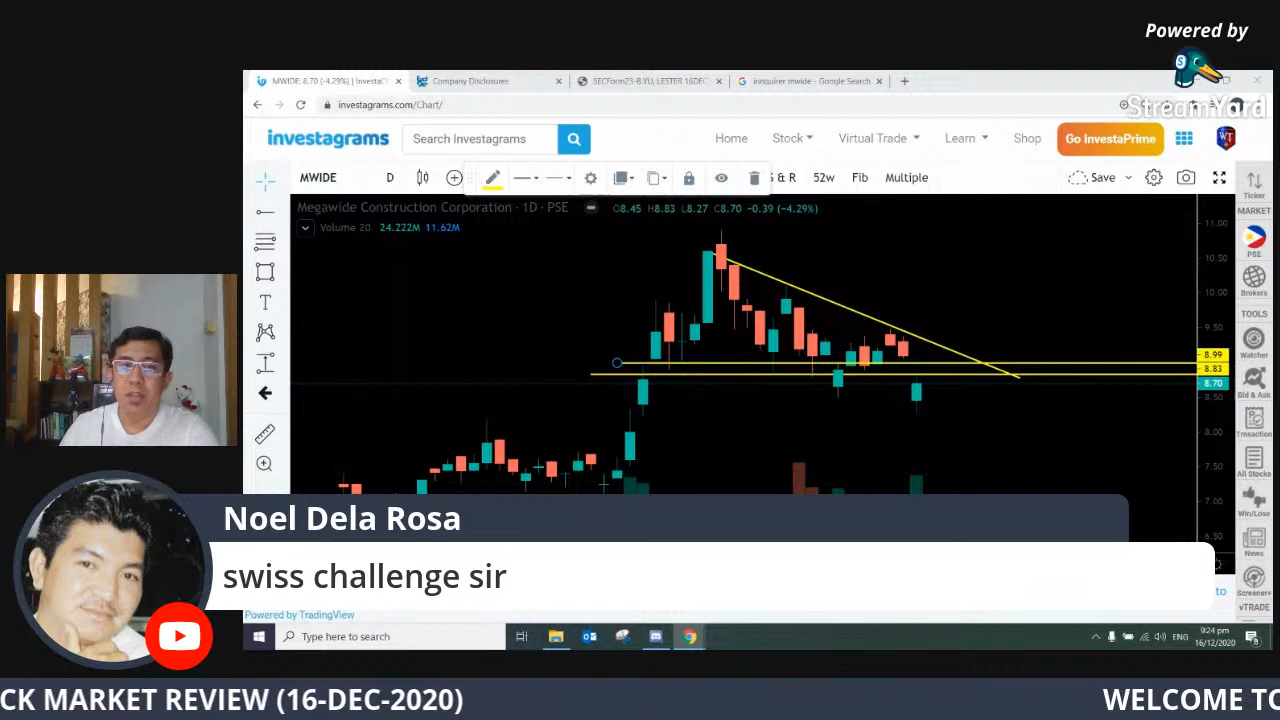 Powered by
StreamYard
MWIDE: 8.70 (-4.29%) | InvestaCh
Company Disclosures
SECForm23-B.YU, LESTER 16DEC
inrquirer mwide - Google Search
investagrams.com/Chart/
investagrams
Search Investagrams
Home
Stock
Virtual Trade
Learn
Shop
Go InvestaPrime
MWIDE
D
S & R
52w
Fib
Multiple
Save
Megawide Construction Corporation · 1D · PSE
O8.45 H8.83 L8.27 C8.70 -0.39 (-4.29%)
Volume 20 24.222M 11.62M
11.00
10.50
10.00
9.50
8.99
8.83
8.70
8.50
8.00
7.50
7.00
6.50
Ticker
MARKET
PSE
Brokers
TOOLS
Watcher
Bid & Ask
Trnsaction
All Stocks
Win/Lose
News
Screener+
vTRADE
Noel Dela Rosa
swiss challenge sir
to
Powered by TradingView
Type here to search
ENG
9:24 pm
16/12/2020
CK MARKET REVIEW (16-DEC-2020)
WELCOME TO